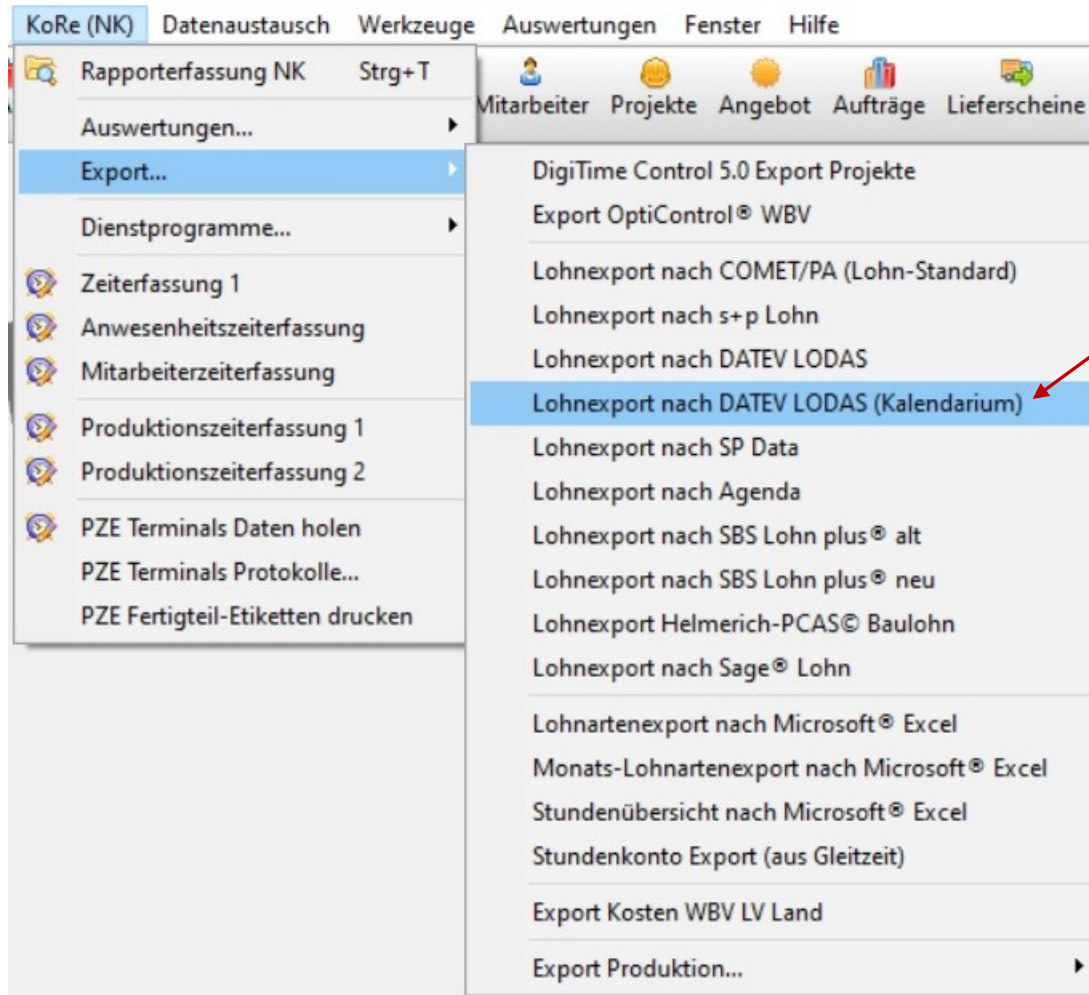 KoRe (NK) Datenaustausch Werkzeuge Auswertungen Fenster Hilfe
Mitarbeiter Projekte Angebot Aufträge Lieferscheine
Rapporterfassung NK Strg+T
Auswertungen...
Export...
Dienstprogramme...
Zeiterfassung 1
Anwesenheitszeiterfassung
Mitarbeiterzeiterfassung
Produktionszeiterfassung 1
Produktionszeiterfassung 2
PZE Terminals Daten holen
PZE Terminals Protokolle...
PZE Fertigteil-Etiketten drucken
DigiTime Control 5.0 Export Projekte
Export OptiControl® WBV
Lohnexport nach COMET/PA (Lohn-Standard)
Lohnexport nach s+p Lohn
Lohnexport nach DATEV LODAS
Lohnexport nach DATEV LODAS (Kalendarium)
Lohnexport nach SP Data
Lohnexport nach Agenda
Lohnexport nach SBS Lohn plus® alt
Lohnexport nach SBS Lohn plus® neu
Lohnexport Helmerich-PCAS© Baulohn
Lohnexport nach Sage® Lohn
Lohnartenexport nach Microsoft® Excel
Monats-Lohnartenexport nach Microsoft® Excel
Stundenübersicht nach Microsoft® Excel
Stundenkonto Export (aus Gleitzeit)
Export Kosten WBV LV Land
Export Produktion...